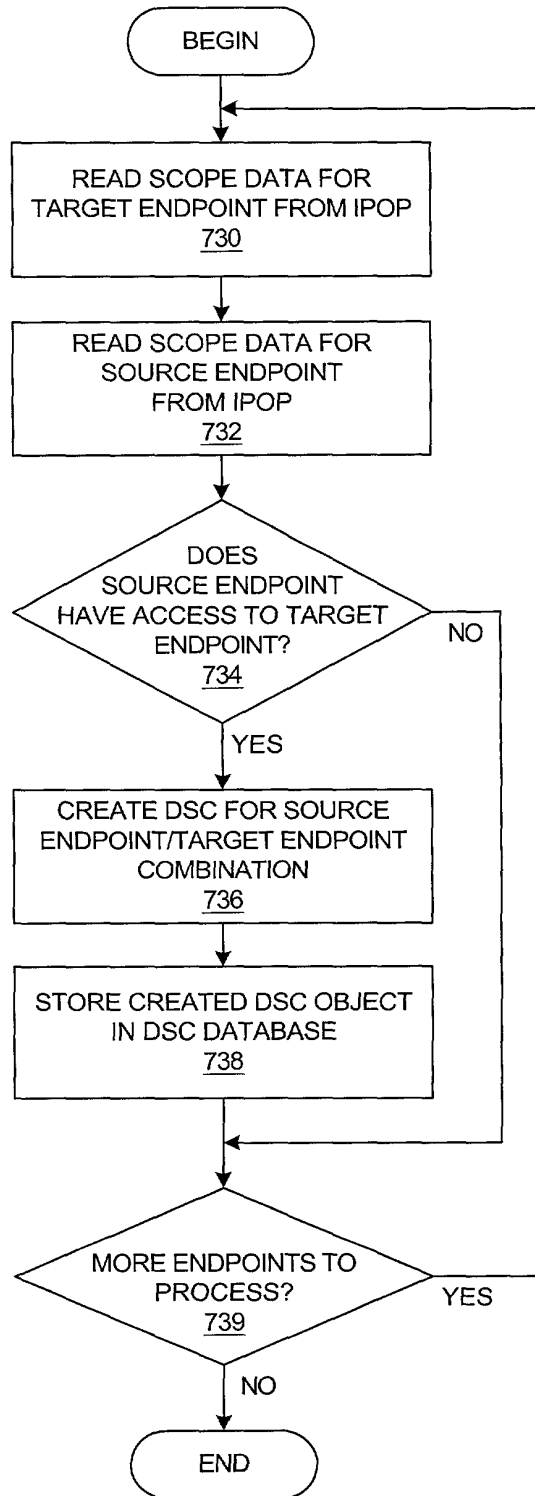 BEGIN
READ SCOPE DATA FOR
TARGET ENDPOINT FROM IPOP
730
READ SCOPE DATA FOR
SOURCE ENDPOINT
FROM IPOP
732
DOES
SOURCE ENDPOINT
HAVE ACCESS TO TARGET
ENDPOINT?
734
NO
YES
CREATE DSC FOR SOURCE
ENDPOINT/TARGET ENDPOINT
COMBINATION
736
STORE CREATED DSC OBJECT
IN DSC DATABASE
738
MORE ENDPOINTS TO
PROCESS?
739
YES
NO
END